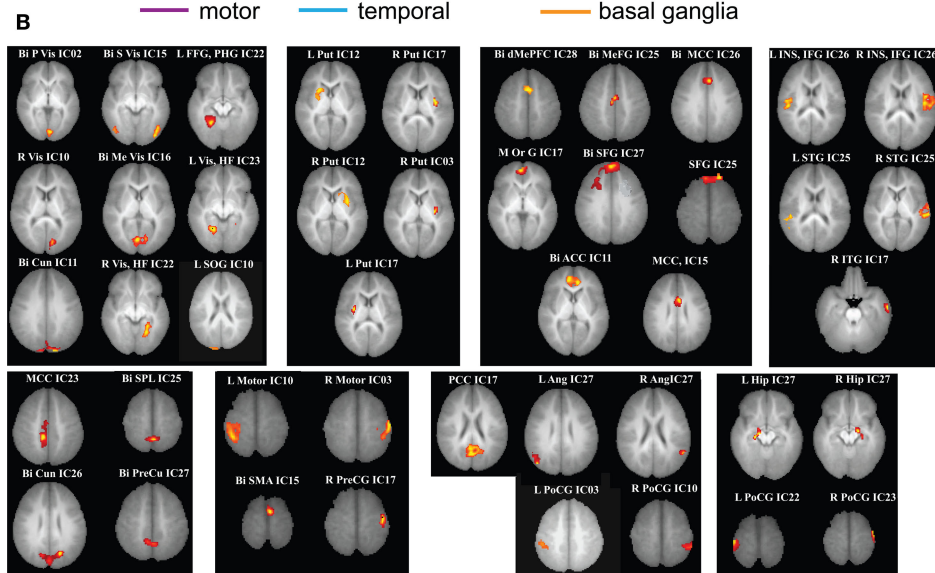 motor temporal basal ganglia
B
Bi P Vis IC02 Bi S Vis IC15 L FFG, PHG IC22
R Vis IC10 Bi Me Vis IC16 L Vis, HF IC23
Bi Cun IC11 R Vis, HF IC22 L SOG IC10
L Put IC12 R Put IC17
R Put IC12 R Put IC03
L Put IC17
Bi dMePFC IC28 Bi MeFG IC25 Bi MCC IC26
M Or G IC17 Bi SFG IC27 SFG IC25
Bi ACC IC11 MCC, IC15
L INS, IFG IC26 R INS, IFG IC26
L STG IC25 R STG IC25
R ITG IC17
MCC IC23 Bi SPL IC25
Bi Cun IC26 Bi PreCu IC27
L Motor IC10 R Motor IC03
Bi SMA IC15 R PreCG IC17
PCC IC17 L Ang IC27 R AngIC27
L PoCG IC03 R PoCG IC10
L Hip IC27 R Hip IC27
L PoCG IC22 R PoCG IC23